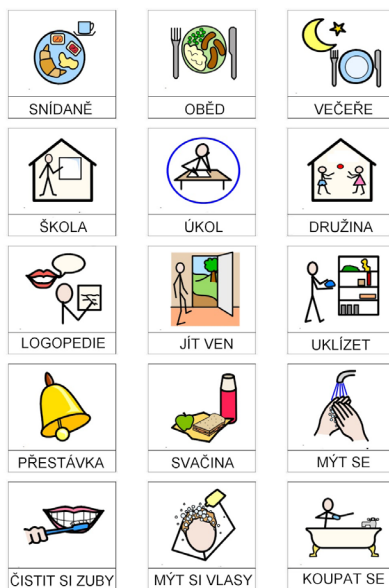 SNÍDANĚ
OBĚD
VEČEŘE
ŠKOLA
ÚKOL
DRUŽINA
LOGOPEDIE
JÍT VEN
UKLÍZET
PŘESTÁVKA
SVAČINA
MÝT SE
ČISTIT SI ZUBY
MÝT SI VLASY
KOUPAT SE